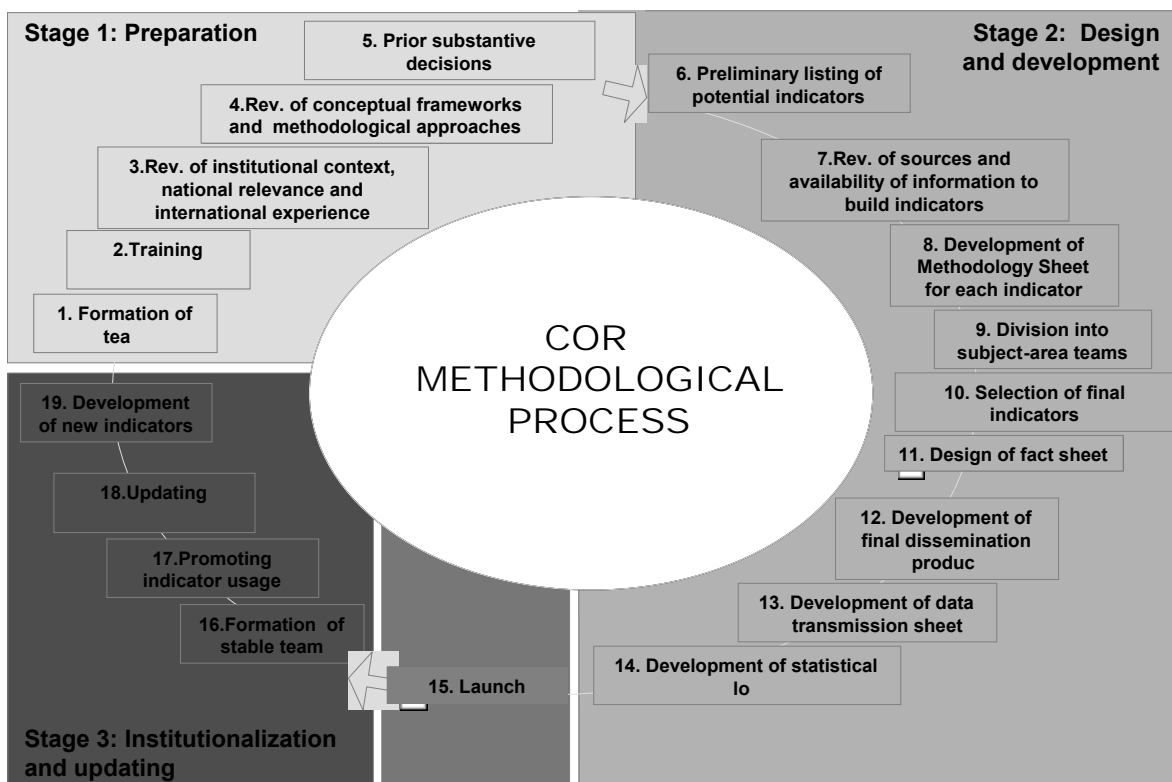 Stage 1: Preparation
5. Prior substantive
decisions
4.Rev. of conceptual frameworks
and methodological approaches
3.Rev. of institutional context,
national relevance and
international experience
2.Training
1. Formation of
tea
Stage 2: Design
and development
6. Preliminary listing of
potential indicators
7.Rev. of sources and
availability of information to
build indicators
8. Development of
Methodology Sheet
for each indicator
9. Division into
subject-area teams
10. Selection of final
indicators
11. Design of fact sheet
12. Development of
final dissemination
produc
13. Development of data
transmission sheet
14. Development of statistical
lo
15. Launch
COR
METHODOLOGICAL
PROCESS
16.Formation of
stable team
17.Promoting
indicator usage
18.Updating
19. Development
of new indicators
Stage 3: Institutionalization
and updating